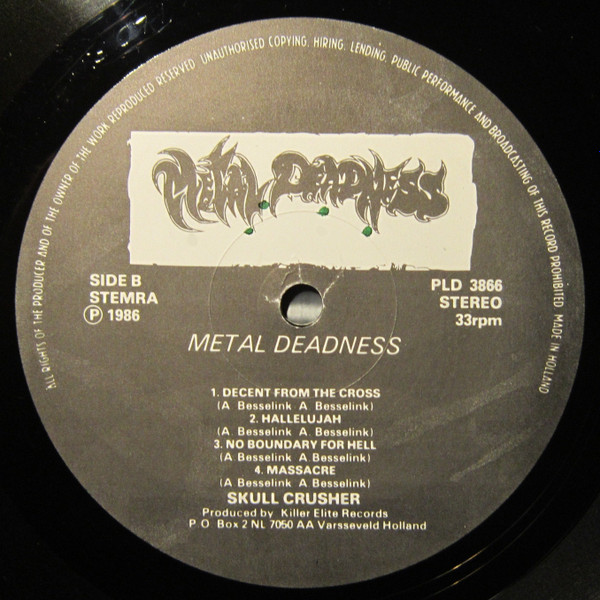 ALL RIGHTS OF THE PRODUCER AND OF THE OWNER OF THE WORK REPRODUCED RESERVED UNAUTHORISED COPYING, HIRING, LENDING, PUBLIC PERFORMANCE AND BROADCASTING OF THIS RECORD PROHIBITED MADE IN HOLLAND
METAL DEADNESS
SIDE B
STEMRA
Ⓟ 1986
PLD 3866
STEREO
33rpm
METAL DEADNESS
1. DECENT FROM THE CROSS
(A Besselink A. Besselink)
2. HALLELUJAH
(A. Besselink A. Besselink)
3. NO BOUNDARY FOR HELL
(A. Besselink A. Besselink)
4. MASSACRE
(A Besselink A. Besselink)
SKULL CRUSHER
Produced by Killer Elite Records
P O Box 2 NL 7050 AA Varsseveld Holland